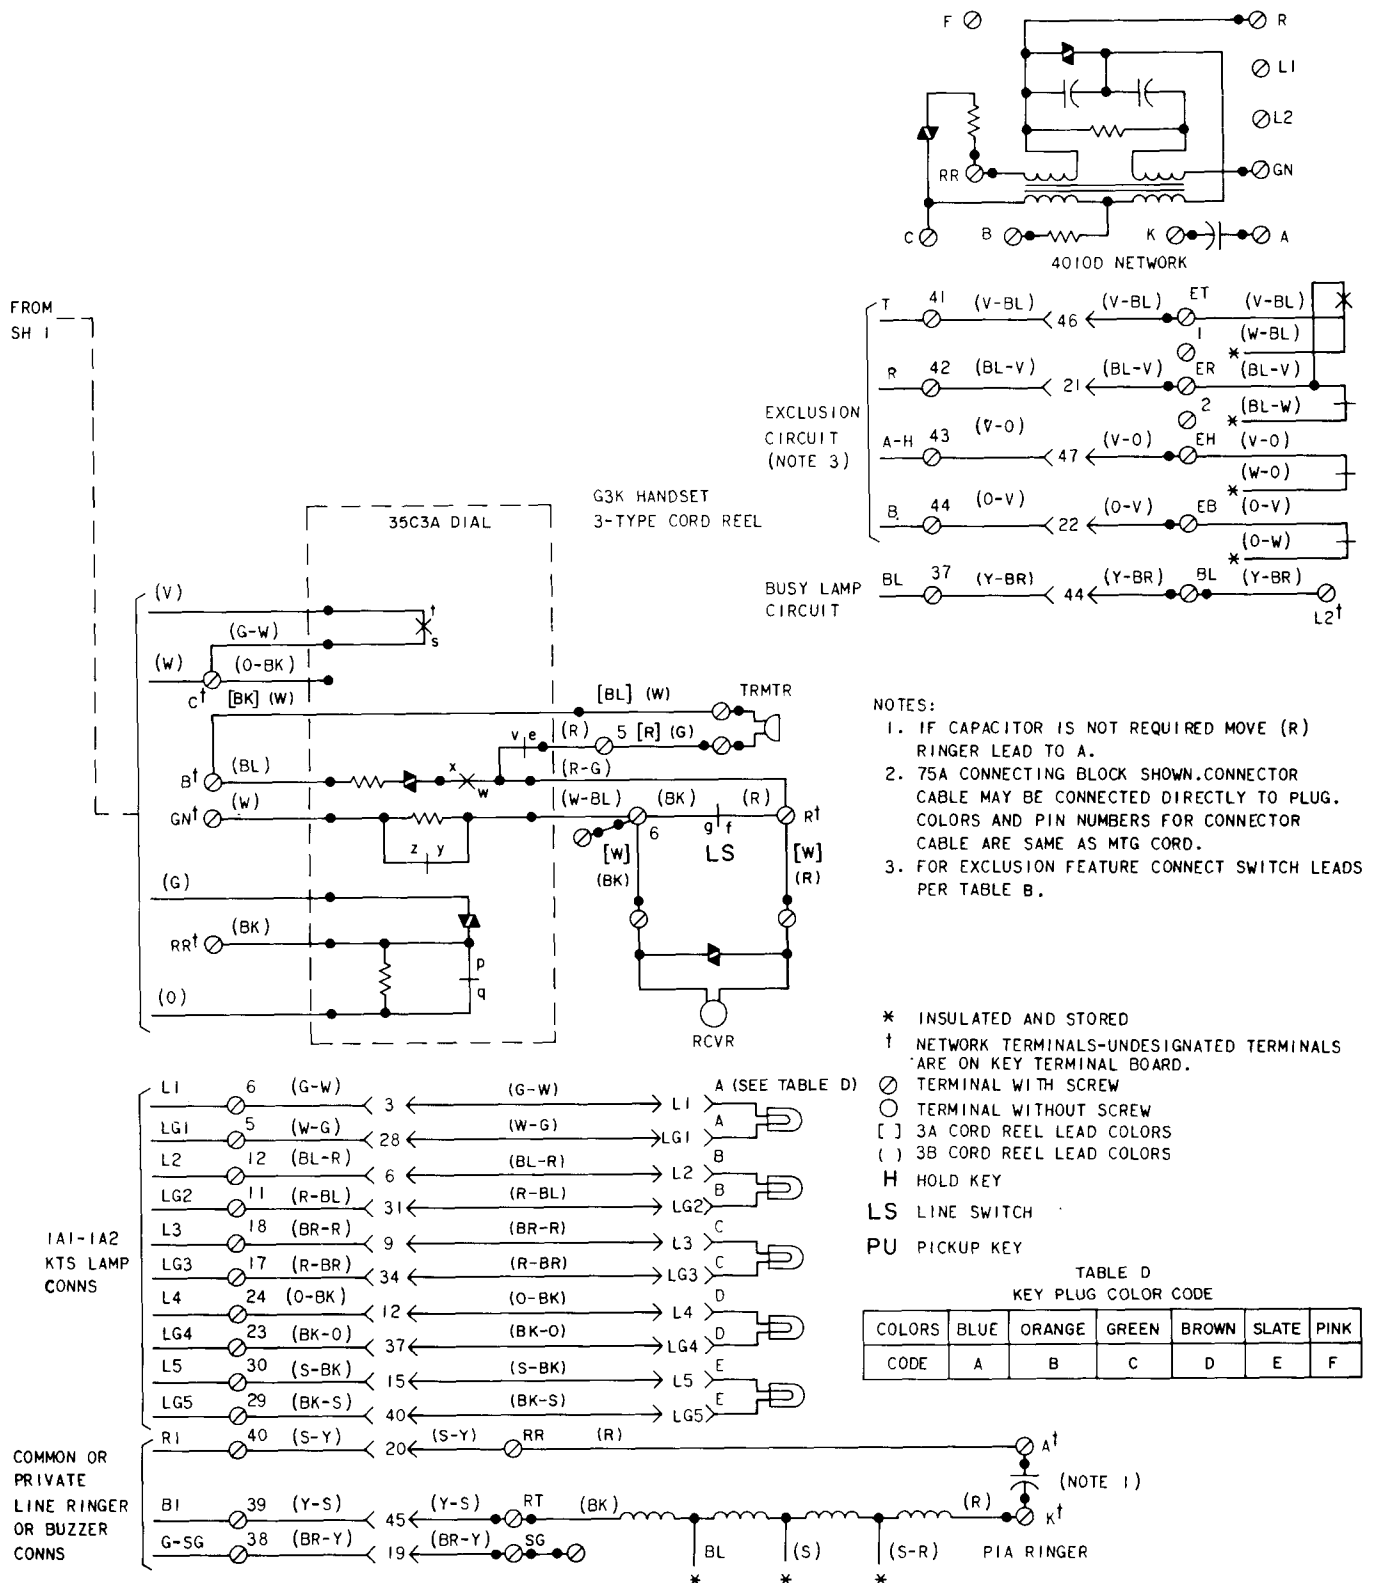 F R
L1
L2
RR GN
C B K A
4010D NETWORK
FROM
SH 1
EXCLUSION
CIRCUIT
(NOTE 3)
T 41 (V-BL) 46 (V-BL) ET (V-BL)
1 (W-BL) *
R 42 (BL-V) 21 (BL-V) ER (BL-V)
2 (BL-W) *
A-H 43 (V-O) 47 (V-O) EH (V-O)
(W-O) *
B 44 (O-V) 22 (O-V) EB (O-V)
(O-W) *
BUSY LAMP
CIRCUIT
BL 37 (Y-BR) 44 (Y-BR) BL (Y-BR)
L2†
G3K HANDSET
3-TYPE CORD REEL
35C3A DIAL
(V) t
(G-W) s
(W) (O-BK)
C† [BK] (W) [BL] (W) TRMTR
v e (R) 5 [R] (G)
B† (BL) x w (R-G)
GN† (W) (W-BL) (BK) (R) R†
6 g f
z y [W] LS [W]
(BK) (R)
(G)
RR† (BK)
p
q
(O)
RCVR
NOTES:
1. IF CAPACITOR IS NOT REQUIRED MOVE (R)
RINGER LEAD TO A.
2. 75A CONNECTING BLOCK SHOWN.CONNECTOR
CABLE MAY BE CONNECTED DIRECTLY TO PLUG.
COLORS AND PIN NUMBERS FOR CONNECTOR
CABLE ARE SAME AS MTG CORD.
3. FOR EXCLUSION FEATURE CONNECT SWITCH LEADS
PER TABLE B.
* INSULATED AND STORED
† NETWORK TERMINALS-UNDESIGNATED TERMINALS
ARE ON KEY TERMINAL BOARD.
TERMINAL WITH SCREW
TERMINAL WITHOUT SCREW
[ ] 3A CORD REEL LEAD COLORS
( ) 3B CORD REEL LEAD COLORS
H HOLD KEY
LS LINE SWITCH
PU PICKUP KEY
TABLE D
KEY PLUG COLOR CODE
COLORS BLUE ORANGE GREEN BROWN SLATE PINK
CODE A B C D E F
1A1-1A2
KTS LAMP
CONNS
L1 6 (G-W) 3 (G-W) L1 A (SEE TABLE D)
LG1 5 (W-G) 28 (W-G) LG1 A
L2 12 (BL-R) 6 (BL-R) L2 B
LG2 11 (R-BL) 31 (R-BL) LG2 B
L3 18 (BR-R) 9 (BR-R) L3 C
LG3 17 (R-BR) 34 (R-BR) LG3 C
L4 24 (O-BK) 12 (O-BK) L4 D
LG4 23 (BK-O) 37 (BK-O) LG4 D
L5 30 (S-BK) 15 (S-BK) L5 E
LG5 29 (BK-S) 40 (BK-S) LG5 E
COMMON OR
PRIVATE
LINE RINGER
OR BUZZER
CONNS
R1 40 (S-Y) 20 (S-Y) RR (R) A†
(NOTE 1)
B1 39 (Y-S) 45 (Y-S) RT (BK) (R) K†
G-SG 38 (BR-Y) 19 (BR-Y) SG BL (S) (S-R) P1A RINGER
* * *